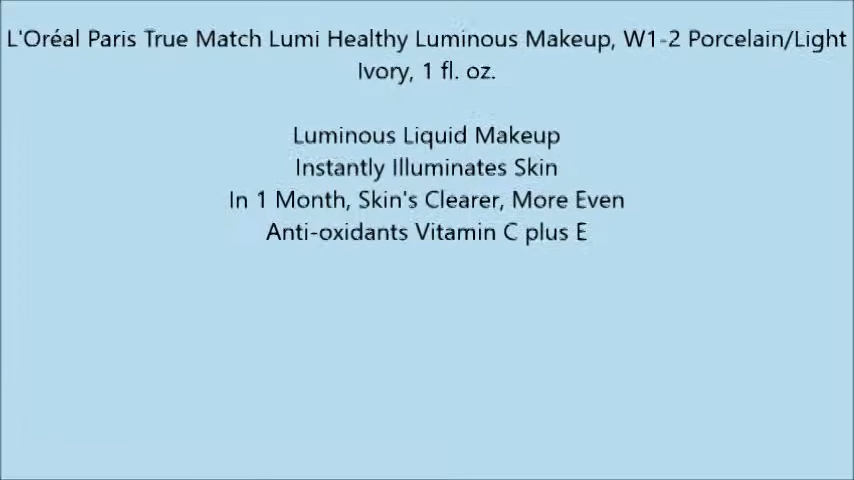 L'Oréal Paris True Match Lumi Healthy Luminous Makeup, W1-2 Porcelain/Light
Ivory, 1 fl. oz.
Luminous Liquid Makeup
Instantly Illuminates Skin
In 1 Month, Skin's Clearer, More Even
Anti-oxidants Vitamin C plus E